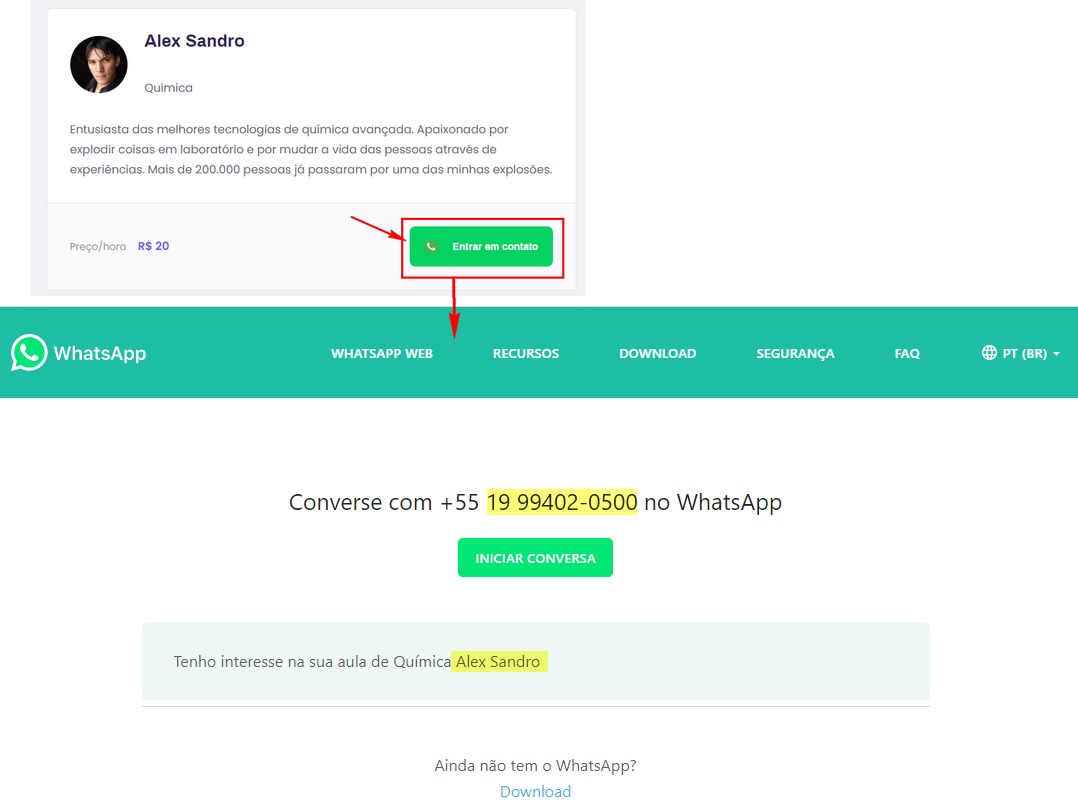 Alex Sandro
Química
Entusiasta das melhores tecnologias de química avançada. Apaixonado por
explodir coisas em laboratório e por mudar a vida das pessoas através de
experiências. Mais de 200.000 pessoas já passaram por uma das minhas explosões.
Preço/hora R$ 20 Entrar em contato
WhatsApp WHATSAPP WEB RECURSOS DOWNLOAD SEGURANÇA FAQ PT (BR)
Converse com +55 19 99402-0500 no WhatsApp
INICIAR CONVERSA
Tenho interesse na sua aula de Química Alex Sandro
Ainda não tem o WhatsApp?
Download